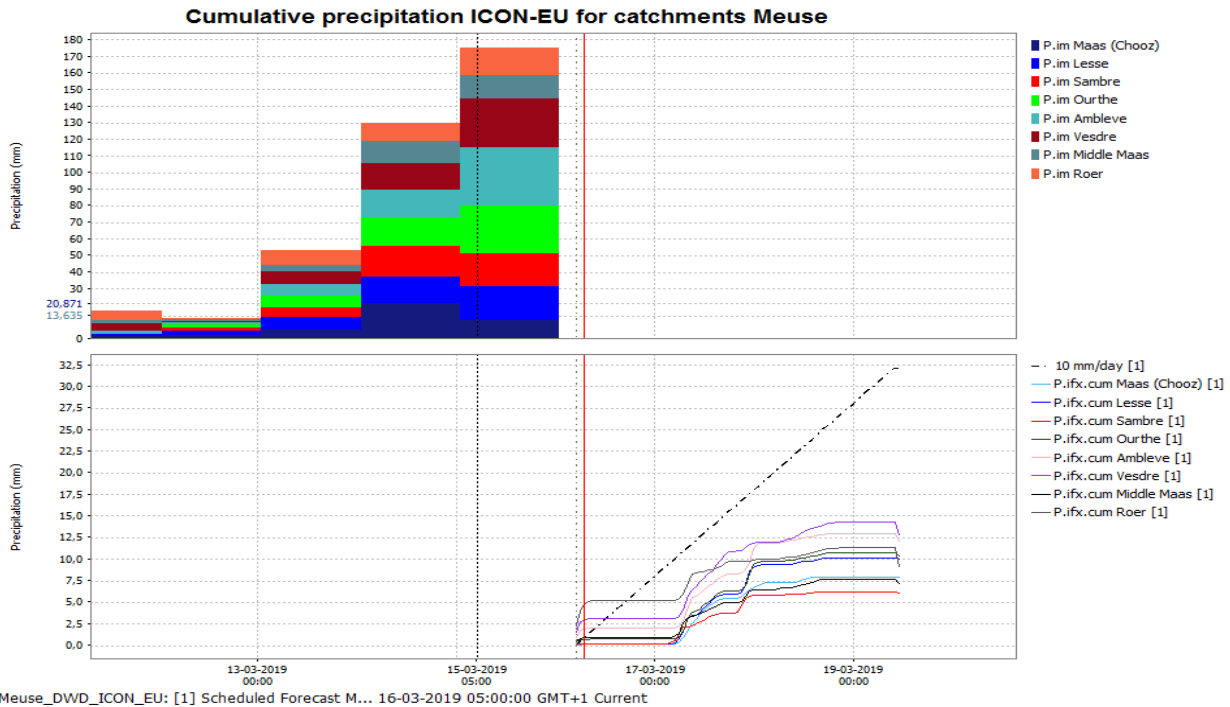 Cumulative precipitation ICON-EU for catchments Meuse
180
170
160
150
140
130
120
110
100
90
80
70
60
50
40
30
20,871
13,635
0
Precipitation (mm)
P.im Maas (Chooz)
P.im Lesse
P.im Sambre
P.im Ourthe
P.im Ambleve
P.im Vesdre
P.im Middle Maas
P.im Roer
32,5
30,0
27,5
25,0
22,5
20,0
17,5
15,0
12,5
10,0
7,5
5,0
2,5
0,0
Precipitation (mm)
10 mm/day [1]
P.ifx.cum Maas (Chooz) [1]
P.ifx.cum Lesse [1]
P.ifx.cum Sambre [1]
P.ifx.cum Ourthe [1]
P.ifx.cum Ambleve [1]
P.ifx.cum Vesdre [1]
P.ifx.cum Middle Maas [1]
P.ifx.cum Roer [1]
13-03-2019 15-03-2019 17-03-2019 19-03-2019
00:00 05:00 00:00 00:00
Meuse_DWD_ICON_EU: [1] Scheduled Forecast M... 16-03-2019 05:00:00 GMT+1 Current